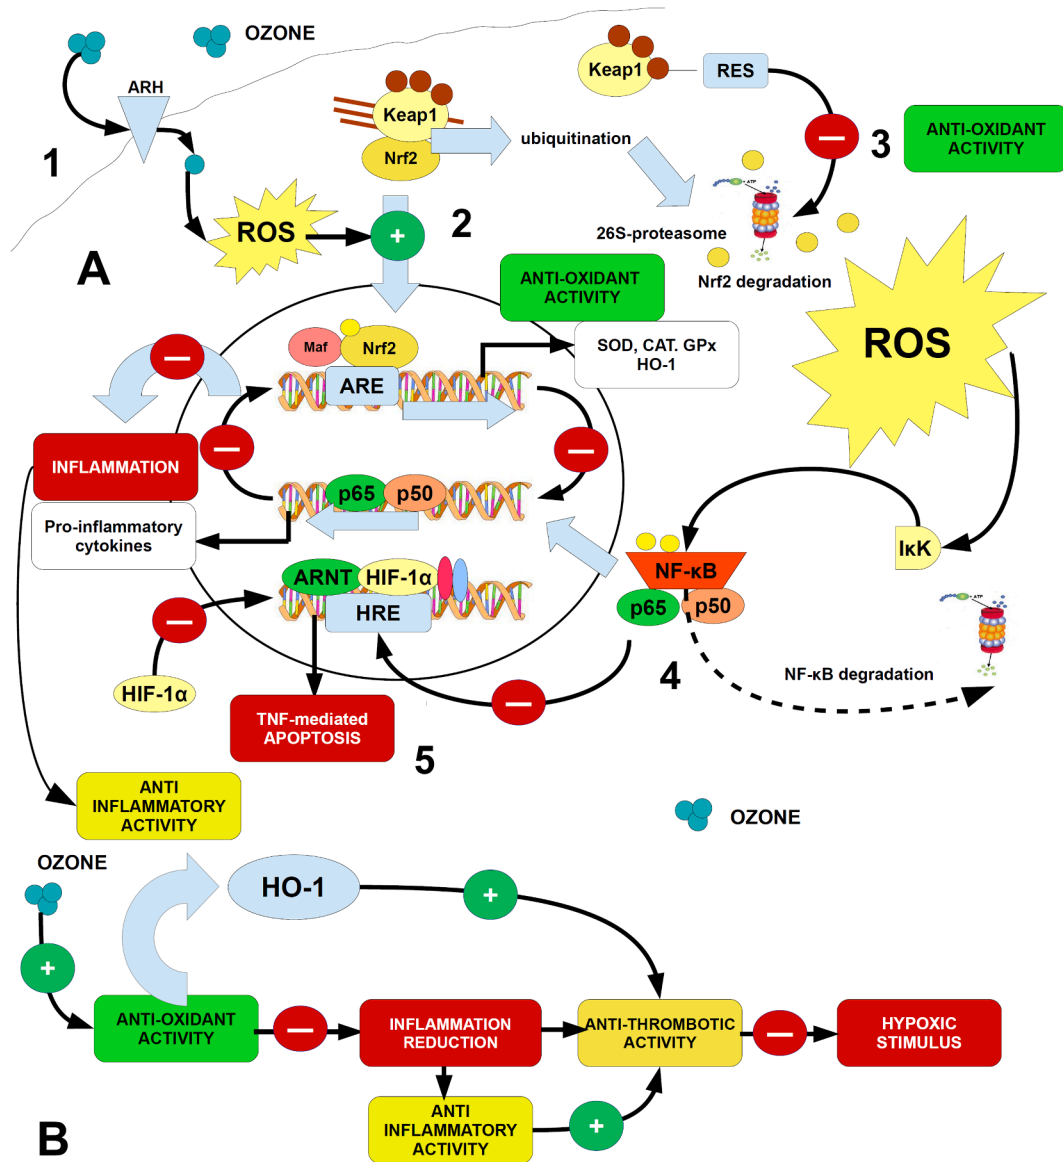 OZONE
OZONE
ARH
1
A
ROS
Keap1
Nrf2
ubiquitination
2
+
Keap1
RES
—
3
ANTI-OXIDANT
ACTIVITY
ATP
26S-proteasome
Nrf2 degradation
ANTI-OXIDANT
ACTIVITY
SOD, CAT. GPx
HO-1
Maf
Nrf2
ARE
—
—
—
INFLAMMATION
Pro-inflammatory
cytokines
p65
p50
ROS
IκK
NF-κB
p65
p50
4
ATP
NF-κB degradation
ARNT
HIF-1α
HRE
—
HIF-1α
—
TNF-mediated
APOPTOSIS
5
ANTI
INFLAMMATORY
ACTIVITY
OZONE
OZONE
+
HO-1
+
ANTI-OXIDANT
ACTIVITY
—
INFLAMMATION
REDUCTION
ANTI-THROMBOTIC
ACTIVITY
—
HYPOXIC
STIMULUS
ANTI
INFLAMMATORY
ACTIVITY
+
B